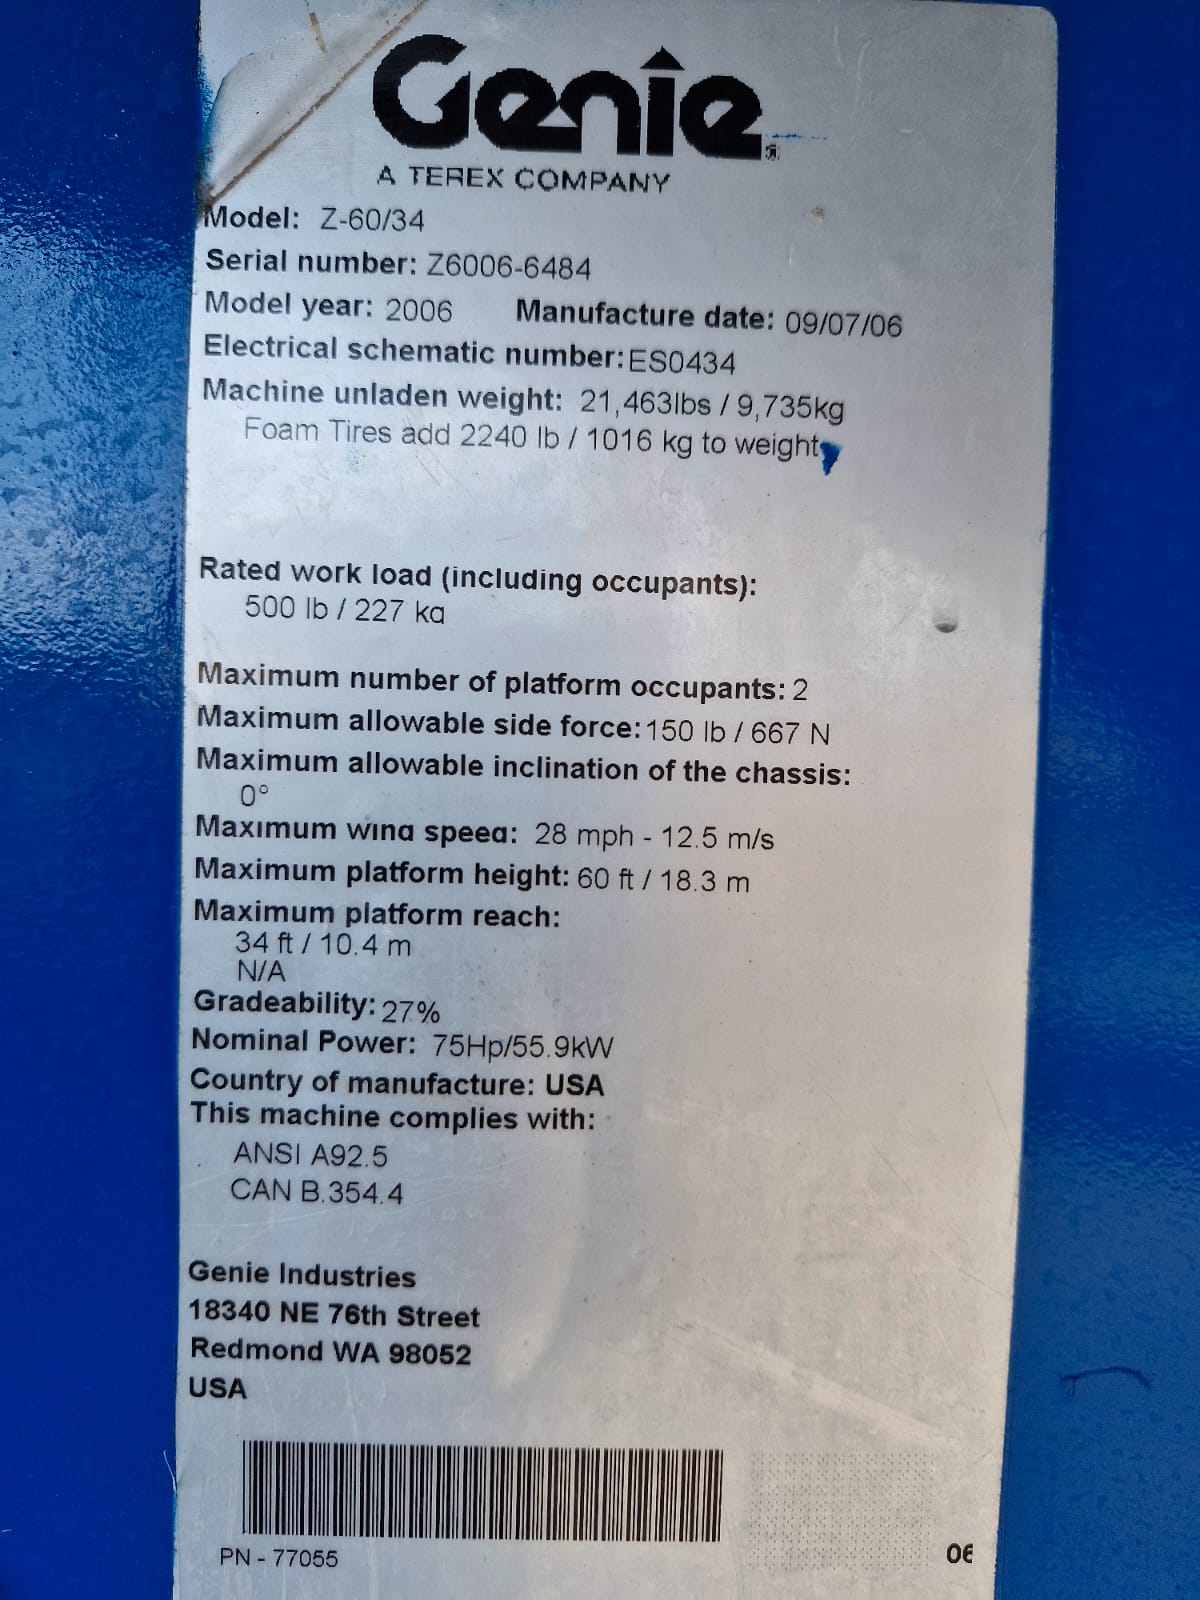 Genie®
A TEREX COMPANY
Model: Z-60/34
Serial number: Z6006-6484
Model year: 2006 Manufacture date: 09/07/06
Electrical schematic number: ES0434
Machine unladen weight: 21,463lbs / 9,735kg
Foam Tires add 2240 lb / 1016 kg to weight
Rated work load (including occupants):
500 lb / 227 kg
Maximum number of platform occupants: 2
Maximum allowable side force: 150 lb / 667 N
Maximum allowable inclination of the chassis:
0°
Maximum wind speed: 28 mph - 12.5 m/s
Maximum platform height: 60 ft / 18.3 m
Maximum platform reach:
34 ft / 10.4 m
N/A
Gradeability: 27%
Nominal Power: 75Hp/55.9kW
Country of manufacture: USA
This machine complies with:
ANSI A92.5
CAN B.354.4
Genie Industries
18340 NE 76th Street
Redmond WA 98052
USA
PN - 77055
06